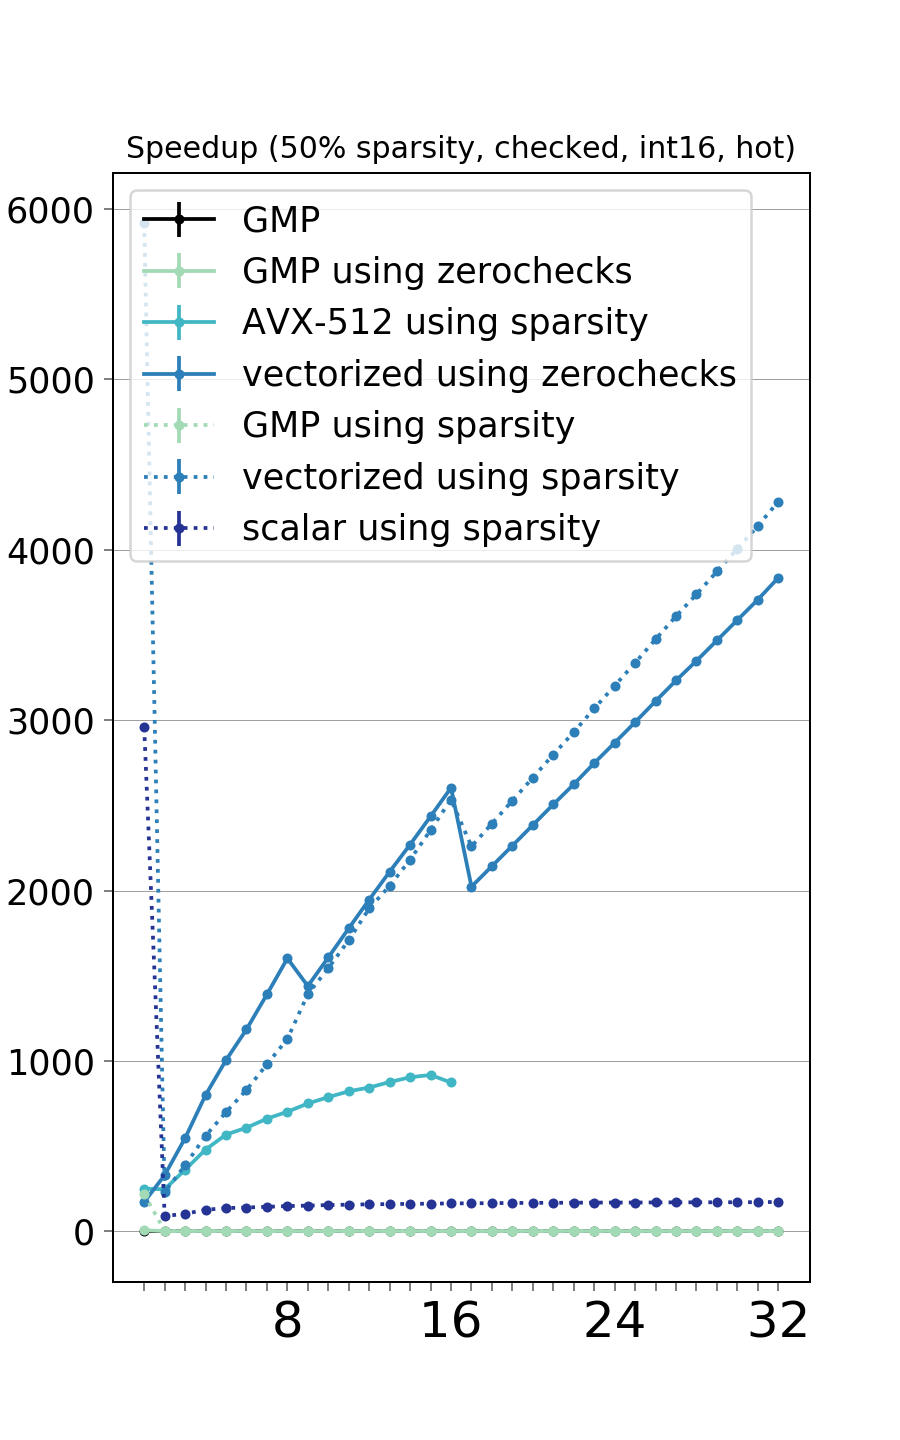 Speedup (50% sparsity, checked, int16, hot)
6000
5000
4000
3000
2000
1000
0
GMP
GMP using zerochecks
AVX-512 using sparsity
vectorized using zerochecks
GMP using sparsity
vectorized using sparsity
scalar using sparsity
8 16 24 32